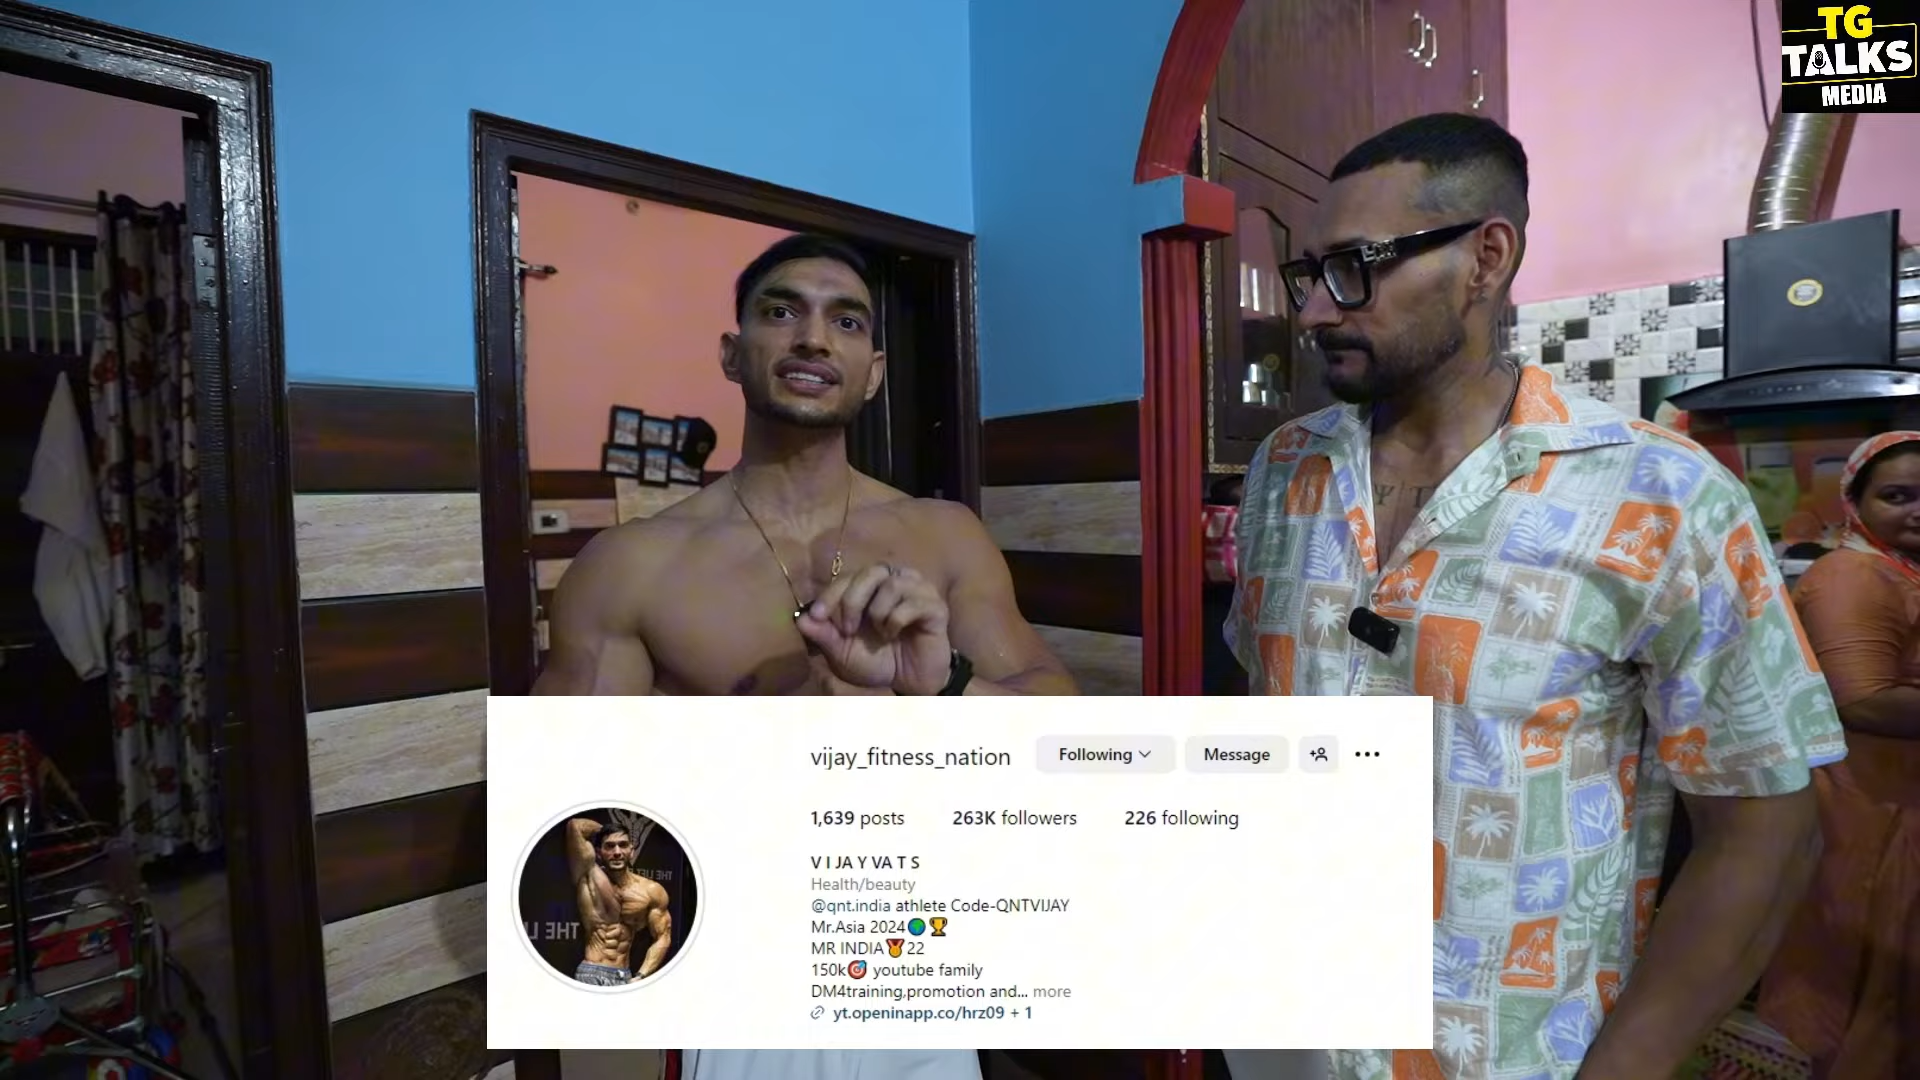 TG
TALKS
MEDIA
vijay_fitness_nation Following Message
1,639 posts 263K followers 226 following
V I JA Y VA T S
Health/beauty
@qnt.india athlete Code-QNTVIJAY
Mr.Asia 2024🌍🏆
MR INDIA🏅22
150k🎯 youtube family
DM4training,promotion and... more
yt.openinapp.co/hrz09 + 1
THE LI